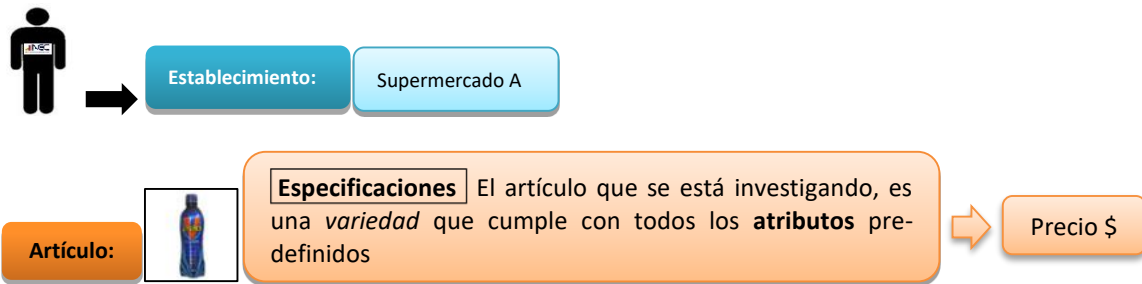 INEC
Establecimiento:
Supermercado A
Especificaciones El artículo que se está investigando, es
una variedad que cumple con todos los atributos pre-
definidos
Artículo:
Precio $